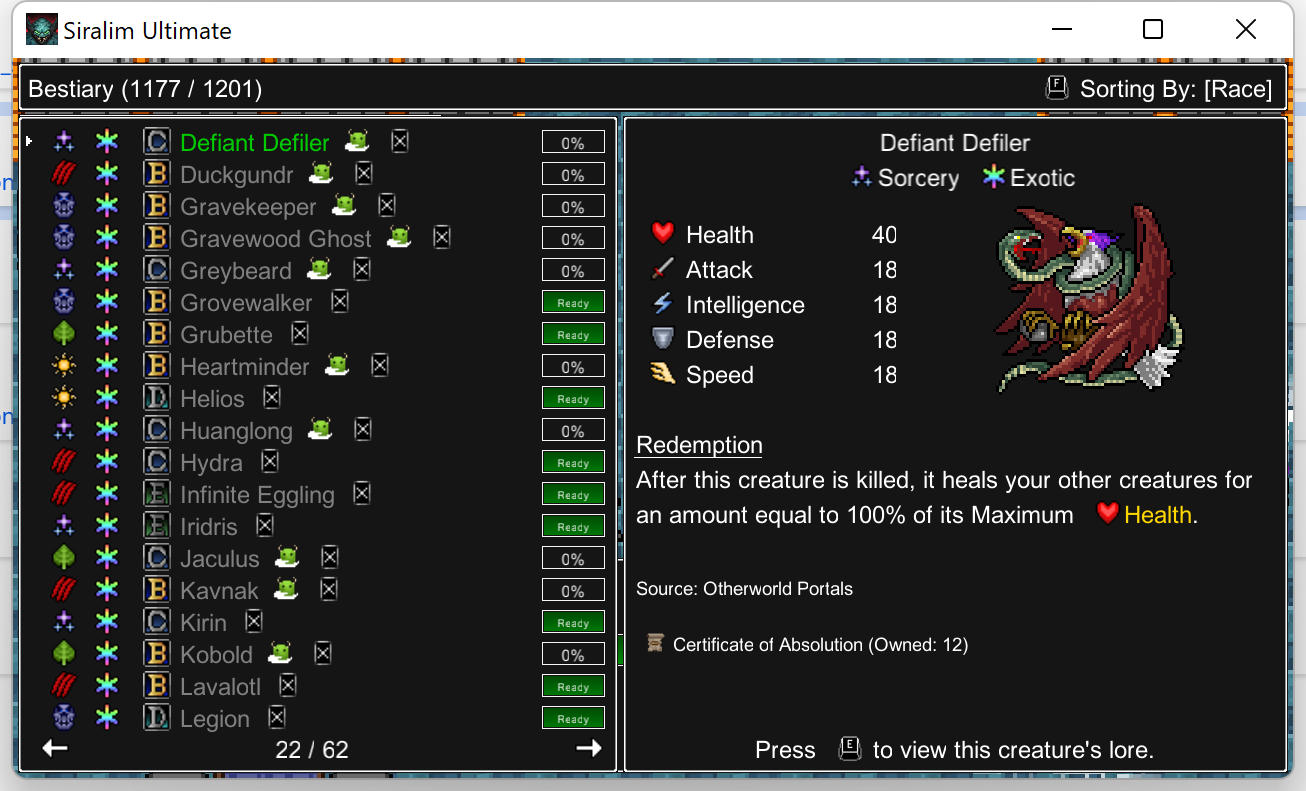 Siralim Ultimate
Bestiary (1177 / 1201)
F Sorting By: [Race]
C Defiant Defiler 0%
B Duckgundr 0%
B Gravekeeper 0%
B Gravewood Ghost 0%
C Greybeard 0%
B Grovewalker Ready
B Grubette Ready
B Heartminder 0%
D Helios Ready
C Huanglong 0%
C Hydra Ready
E Infinite Eggling Ready
E Iridris Ready
C Jaculus 0%
B Kavnak 0%
C Kirin Ready
B Kobold 0%
B Lavalotl Ready
D Legion Ready
22 / 62
Defiant Defiler
Sorcery Exotic
Health 40
Attack 18
Intelligence 18
Defense 18
Speed 18
Redemption
After this creature is killed, it heals your other creatures for
an amount equal to 100% of its Maximum Health.
Source: Otherworld Portals
Certificate of Absolution (Owned: 12)
Press E to view this creature's lore.